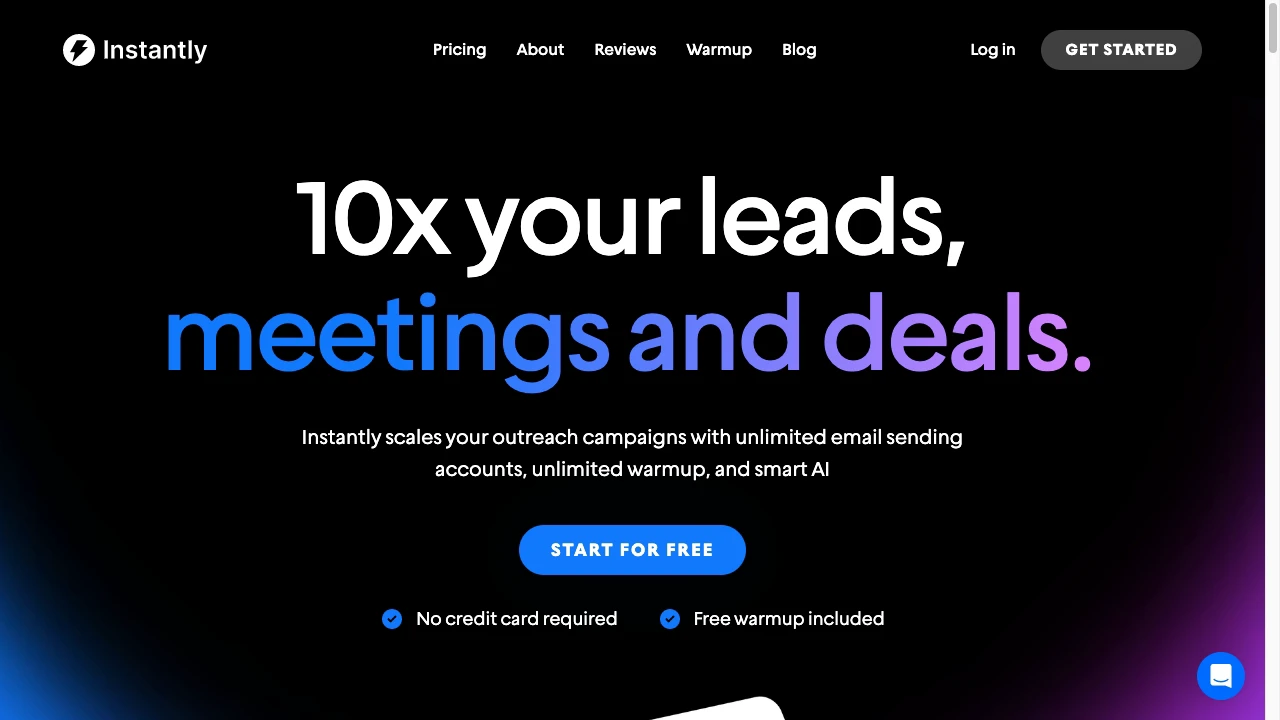 Instantly
Pricing
About
Reviews
Warmup
Blog
Log in
GET STARTED
10x your leads,
meetings and deals.
Instantly scales your outreach campaigns with unlimited email sending
accounts, unlimited warmup, and smart AI
START FOR FREE
No credit card required
Free warmup included